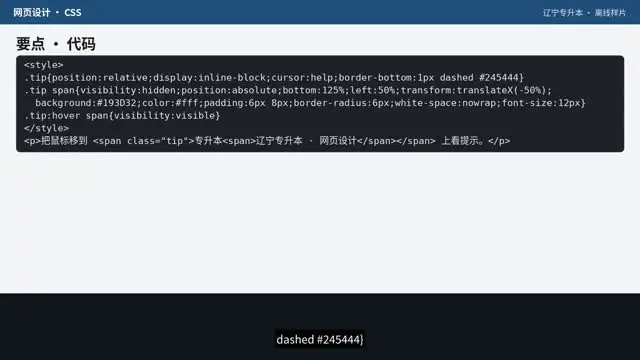 网页设计 · CSS
辽宁专升本 · 离线样片
要点 · 代码
<style>
.tip{position:relative;display:inline-block;cursor:help;border-bottom:1px dashed #245444}
.tip span{visibility:hidden;position:absolute;bottom:125%;left:50%;transform:translateX(-50%);
  background:#193D32;color:#fff;padding:6px 8px;border-radius:6px;white-space:nowrap;font-size:12px}
.tip:hover span{visibility:visible}
</style>
<p>把鼠标移到 <span class="tip">专升本<span>辽宁专升本 · 网页设计</span></span> 上看提示。</p>
dashed #245444}